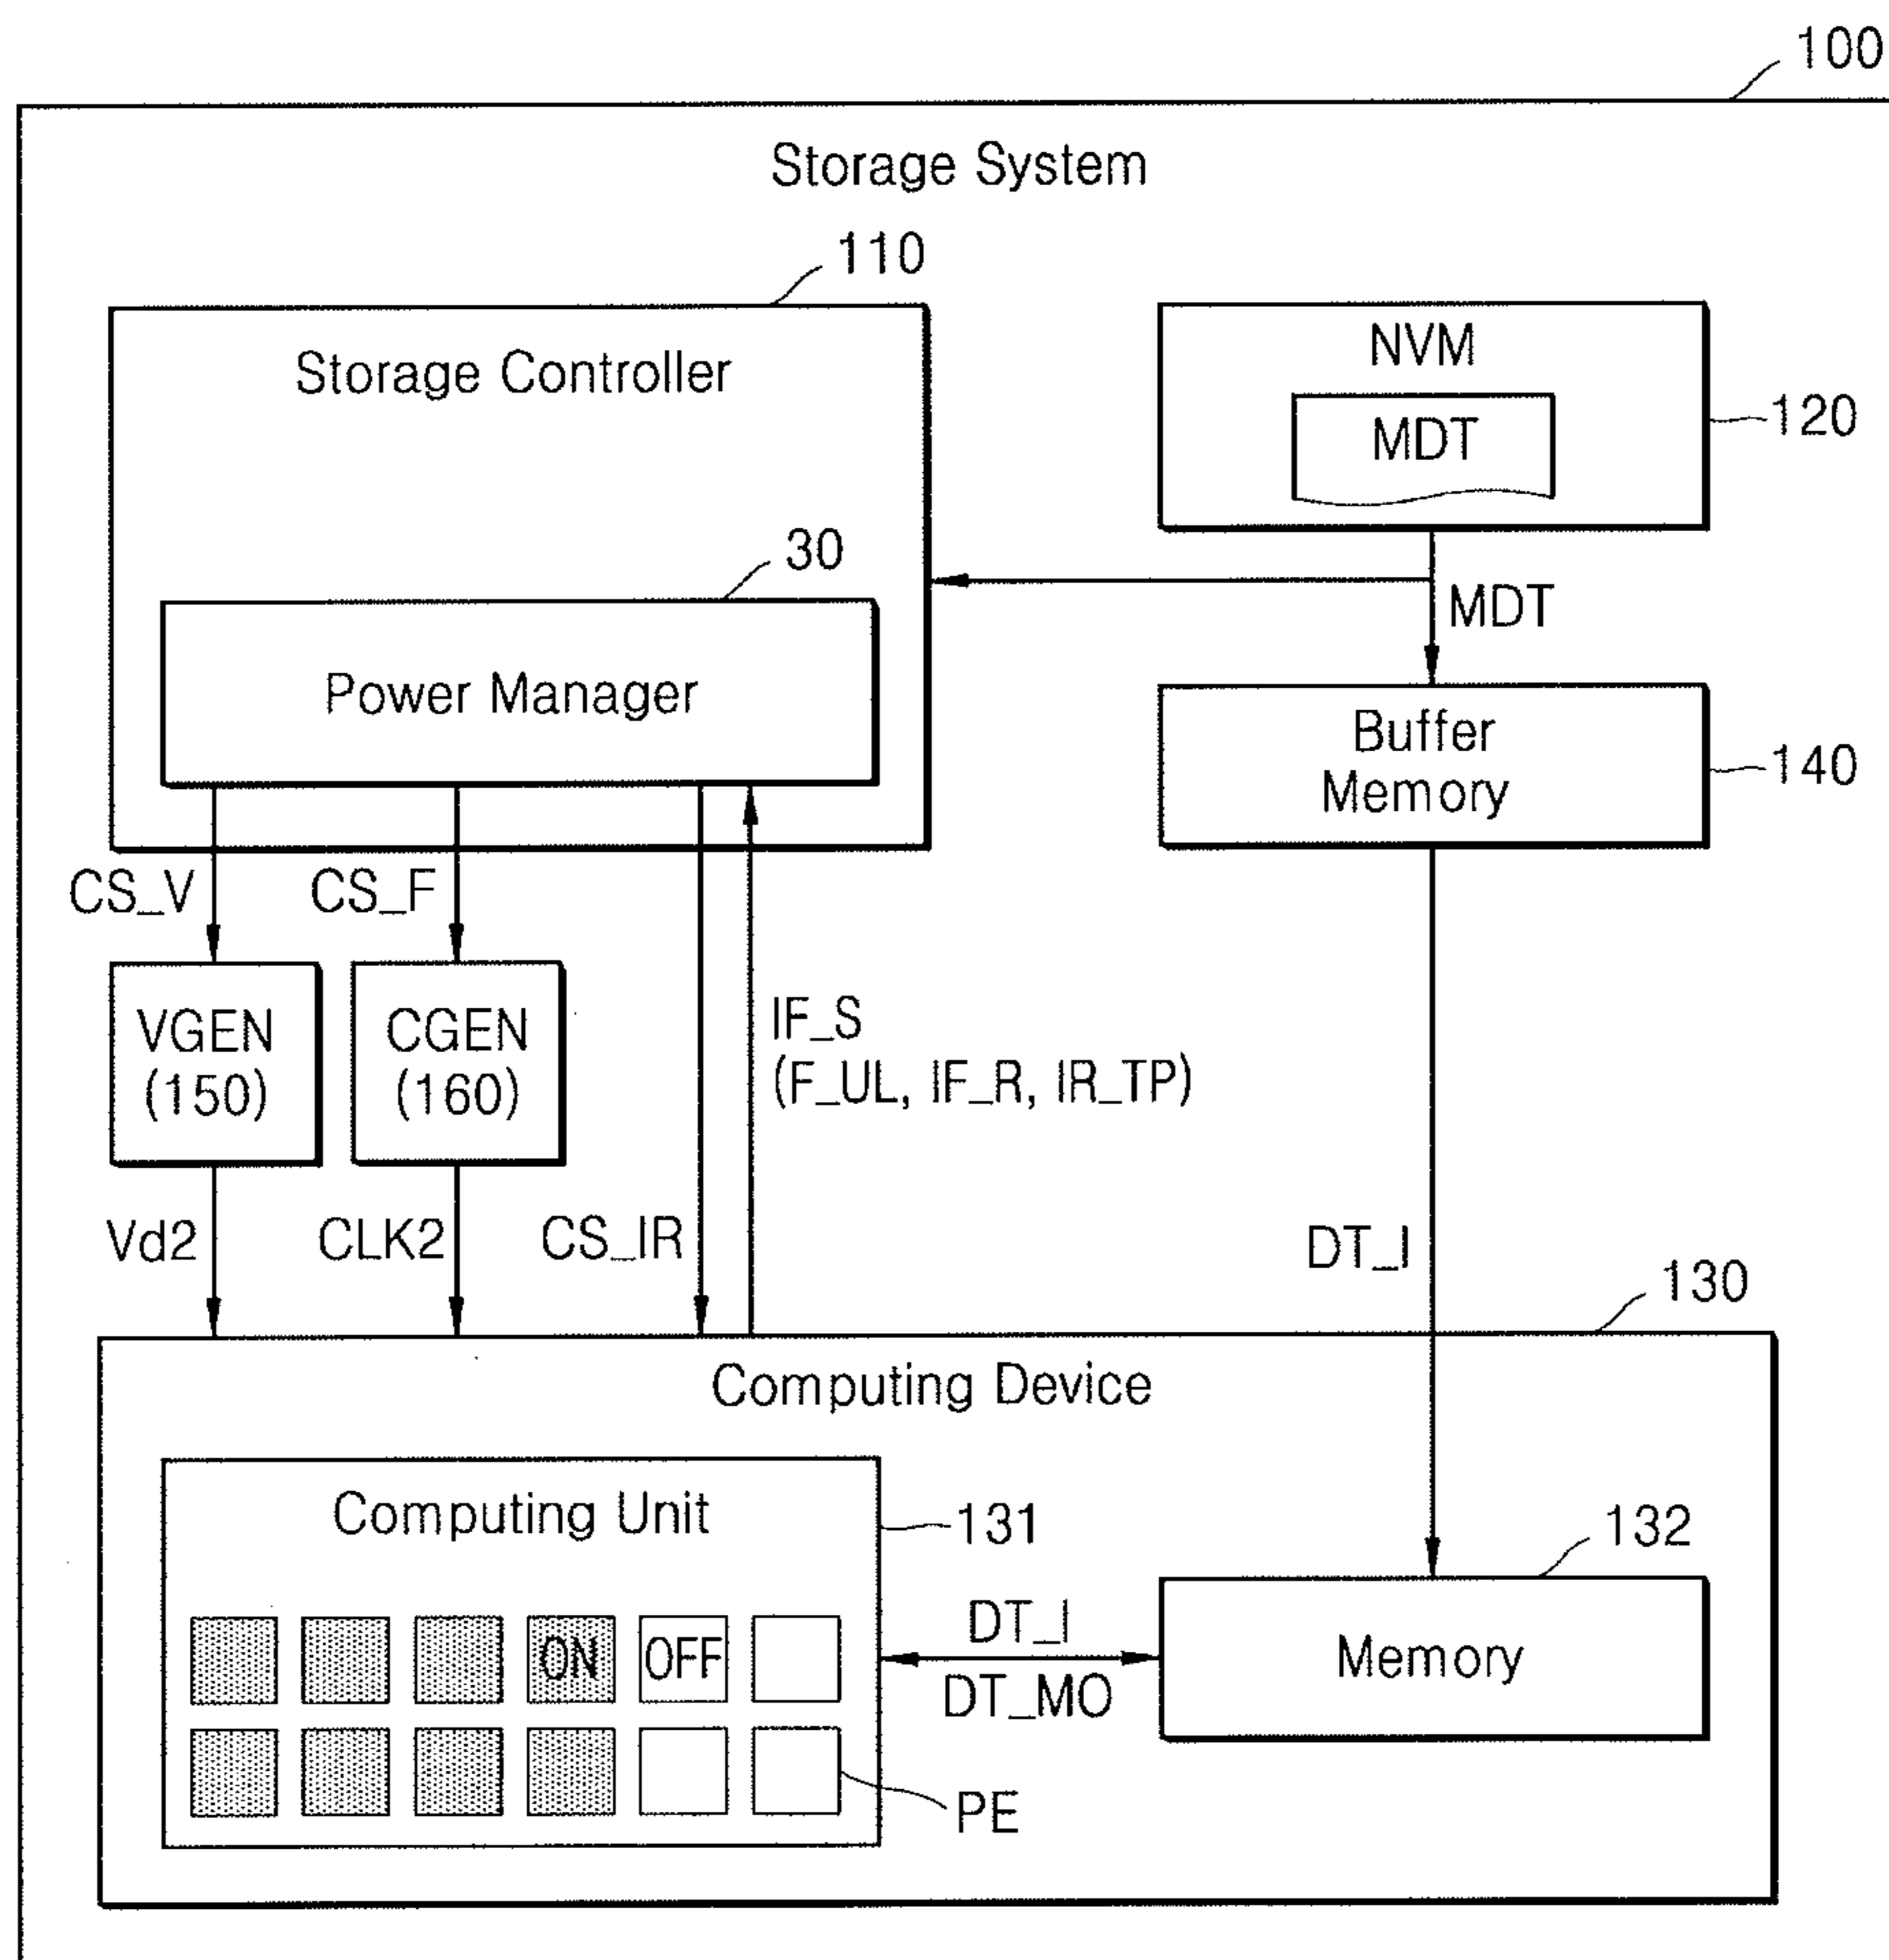 100
Storage System
110
Storage Controller
NVM
MDT
120
30
MDT
Power Manager
Buffer
Memory
140
CS_V
CS_F
VGEN
(150)
CGEN
(160)
IF_S
(F_UL, IF_R, IR_TP)
Vd2
CLK2
CS_IR
DT_I
130
Computing Device
Computing Unit
131
132
ON
OFF
DT_I
DT_MO
Memory
PE